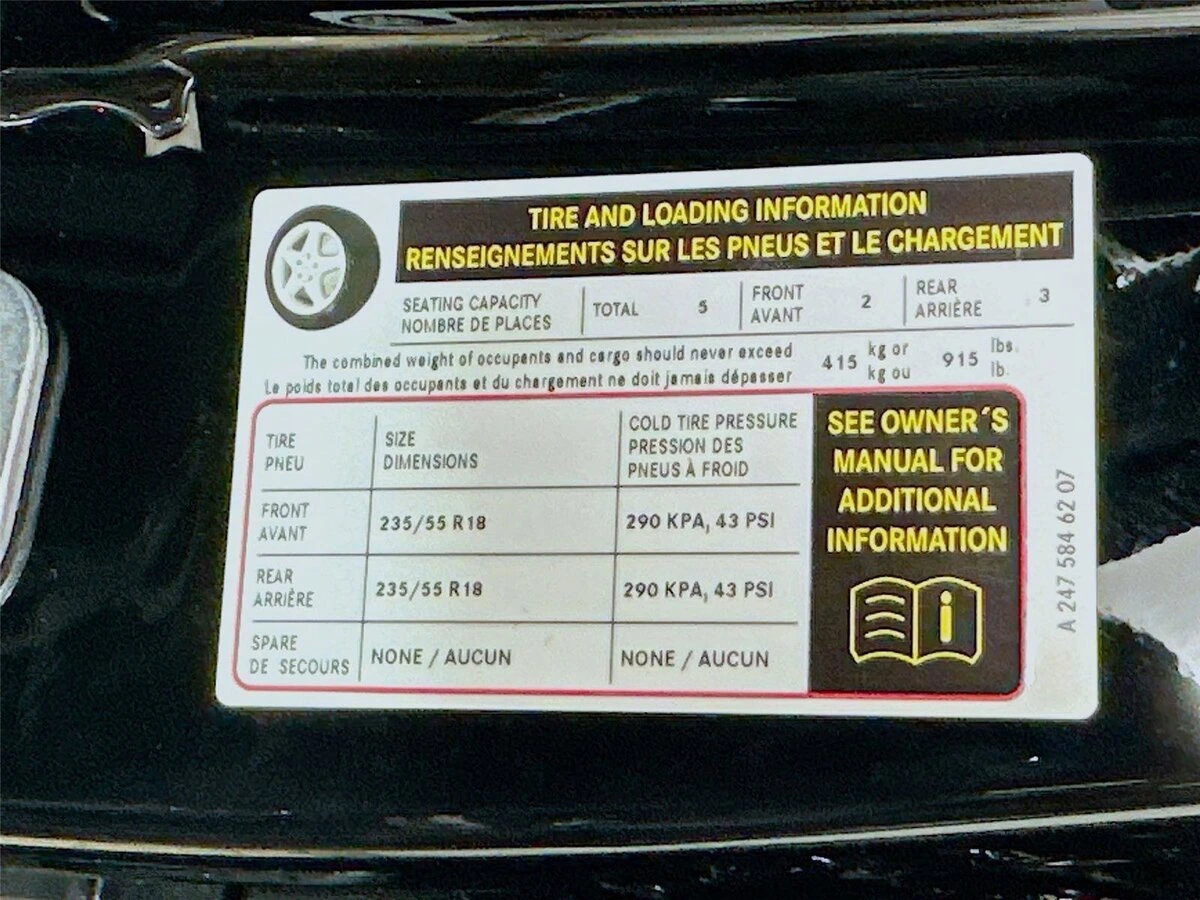 TIRE AND LOADING INFORMATION
RENSEIGNEMENTS SUR LES PNEUS ET LE CHARGEMENT
SEATING CAPACITY
NOMBRE DE PLACES
TOTAL 5
FRONT
AVANT
2
REAR
ARRIÈRE
3
The combined weight of occupants and cargo should never exceed
Le poids total des occupants et du chargement ne doit jamais dépasser
415
kg or
kg ou
915
lbs.
lb.
TIRE
PNEU
SIZE
DIMENSIONS
COLD TIRE PRESSURE
PRESSION DES
PNEUS À FROID
FRONT
AVANT
235/55 R18
290 KPA, 43 PSI
REAR
ARRIÈRE
235/55 R18
290 KPA, 43 PSI
SPARE
DE SECOURS
NONE / AUCUN
NONE / AUCUN
SEE OWNER´S
MANUAL FOR
ADDITIONAL
INFORMATION
A 247 584 62 07